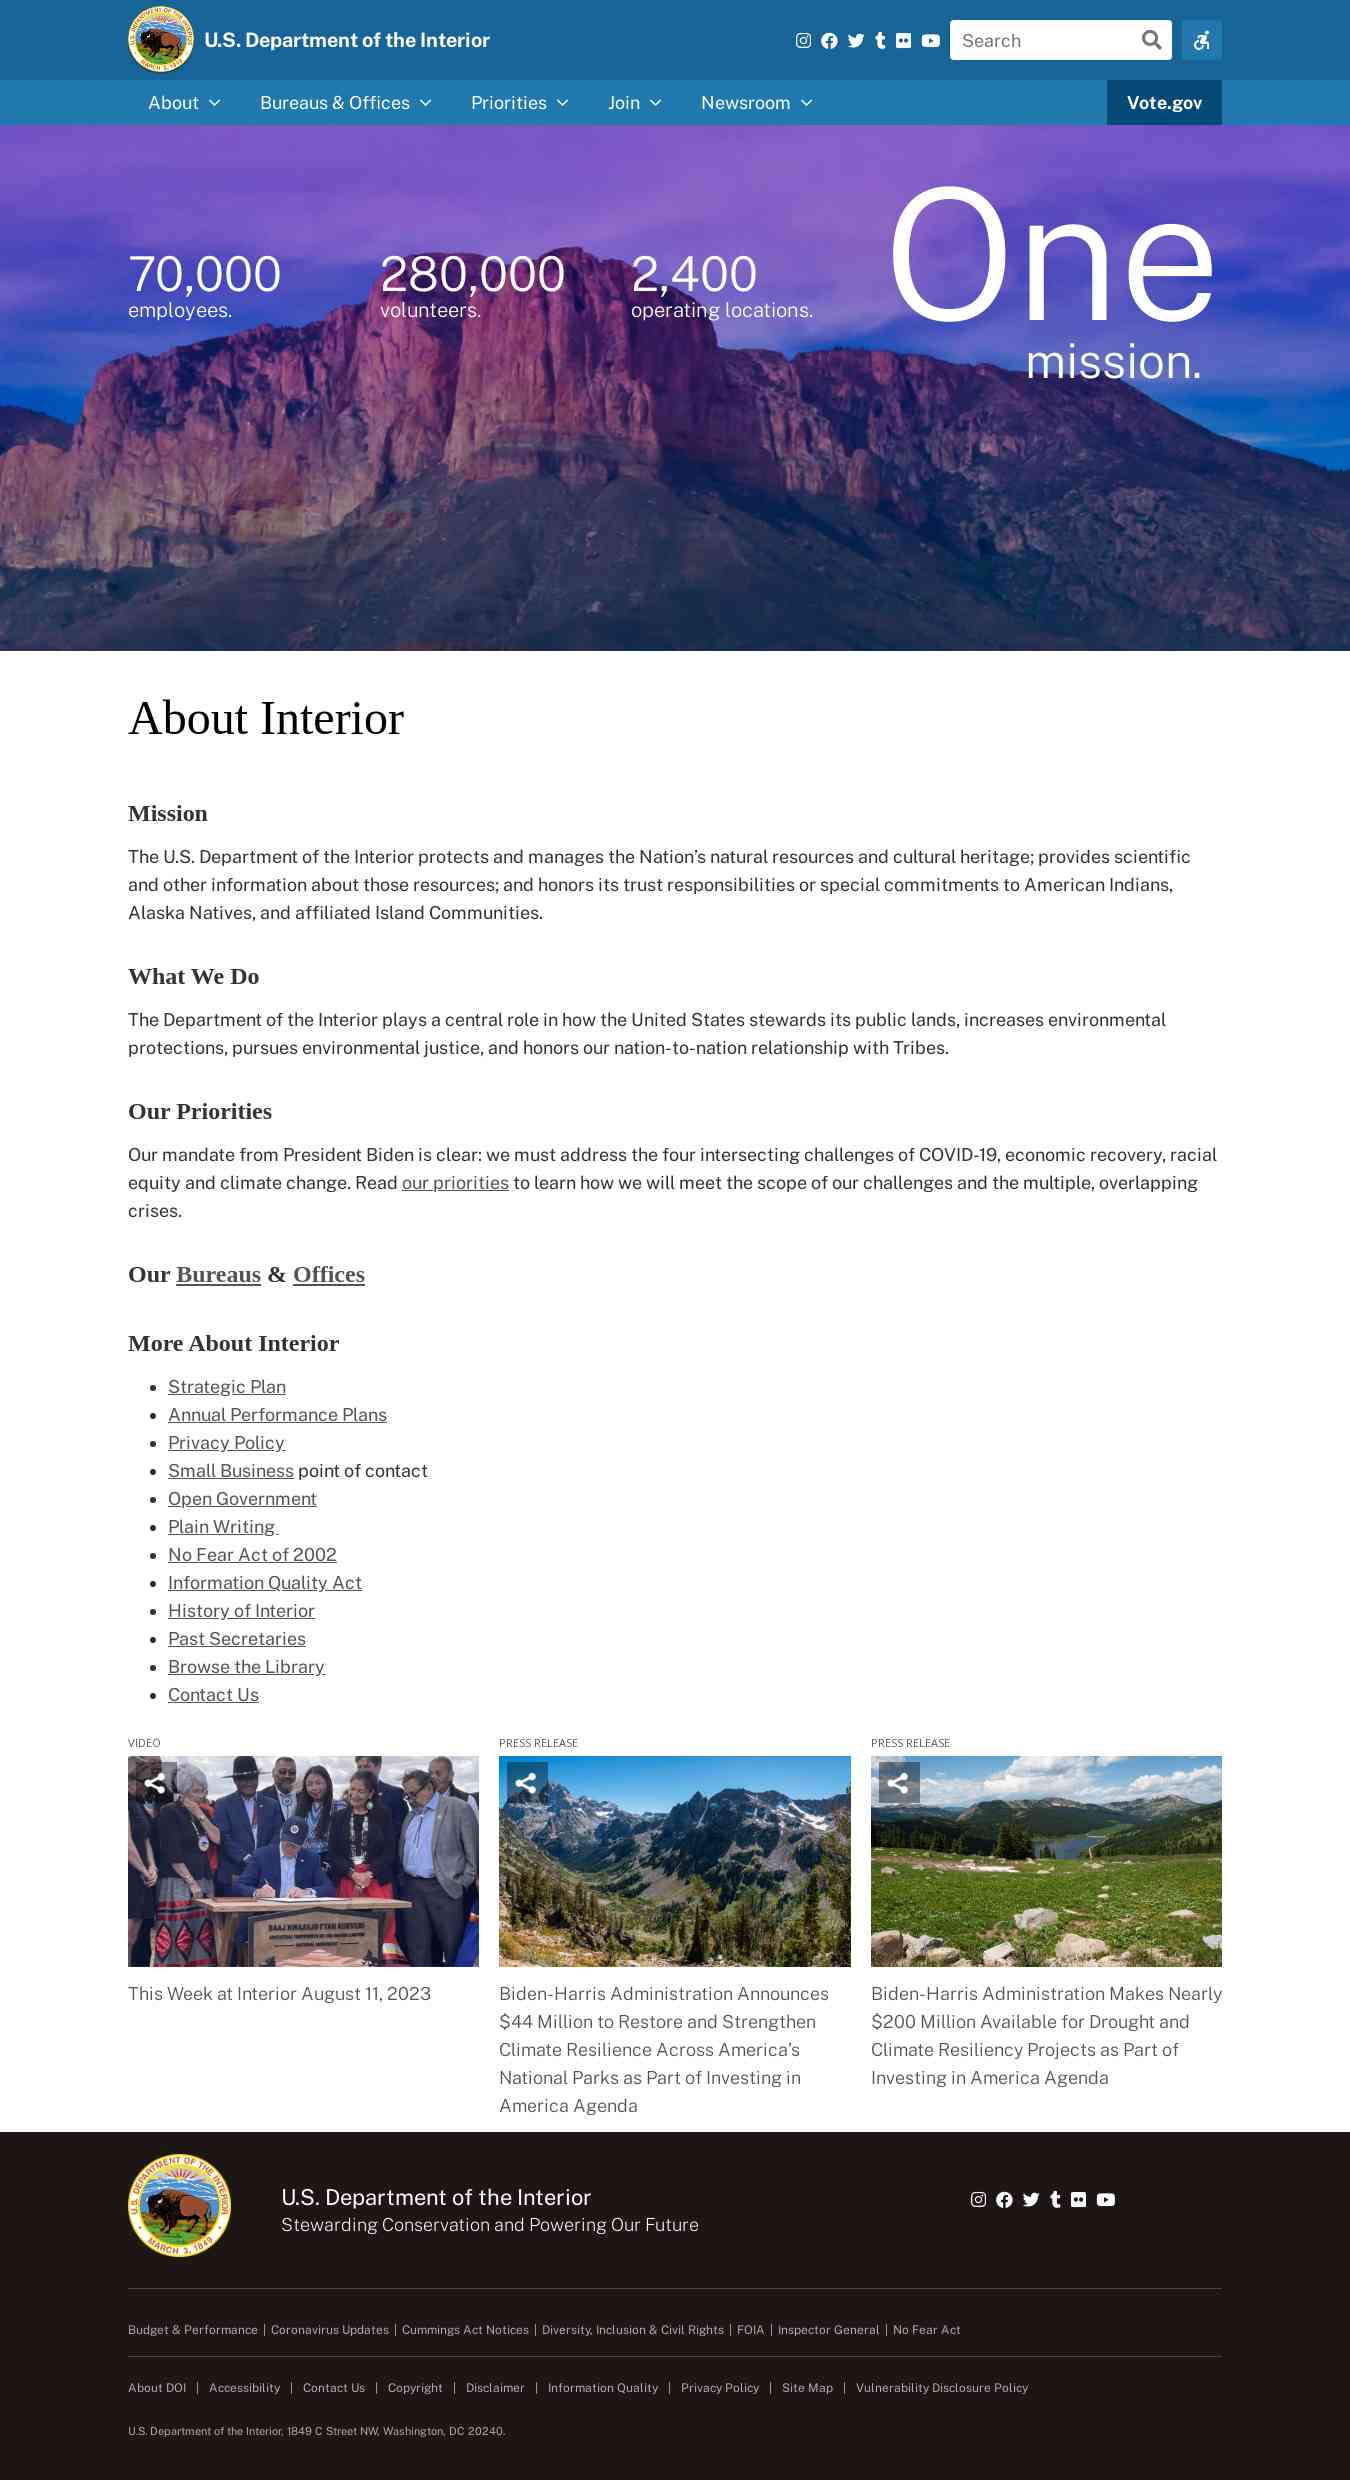 U.S. Department of the Interior
Search
About
Bureaus & Offices
Priorities
Join
Newsroom
Vote.gov
70,000
employees.
280,000
volunteers.
2,400
operating locations.
One
mission.
About Interior
Mission
The U.S. Department of the Interior protects and manages the Nation’s natural resources and cultural heritage; provides scientific
and other information about those resources; and honors its trust responsibilities or special commitments to American Indians,
Alaska Natives, and affiliated Island Communities.
What We Do
The Department of the Interior plays a central role in how the United States stewards its public lands, increases environmental
protections, pursues environmental justice, and honors our nation-to-nation relationship with Tribes.
Our Priorities
Our mandate from President Biden is clear: we must address the four intersecting challenges of COVID-19, economic recovery, racial
equity and climate change. Read our priorities to learn how we will meet the scope of our challenges and the multiple, overlapping
crises.
Our Bureaus & Offices
More About Interior
Strategic Plan
Annual Performance Plans
Privacy Policy
Small Business point of contact
Open Government
Plain Writing
No Fear Act of 2002
Information Quality Act
History of Interior
Past Secretaries
Browse the Library
Contact Us
VIDEO
This Week at Interior August 11, 2023
PRESS RELEASE
Biden-Harris Administration Announces
$44 Million to Restore and Strengthen
Climate Resilience Across America’s
National Parks as Part of Investing in
America Agenda
PRESS RELEASE
Biden-Harris Administration Makes Nearly
$200 Million Available for Drought and
Climate Resiliency Projects as Part of
Investing in America Agenda
U.S. DEPARTMENT OF THE INTERIOR
MARCH 3, 1849
U.S. Department of the Interior
Stewarding Conservation and Powering Our Future
Budget & Performance | Coronavirus Updates | Cummings Act Notices | Diversity, Inclusion & Civil Rights | FOIA | Inspector General | No Fear Act
About DOI | Accessibility | Contact Us | Copyright | Disclaimer | Information Quality | Privacy Policy | Site Map | Vulnerability Disclosure Policy
U.S. Department of the Interior, 1849 C Street NW, Washington, DC 20240.